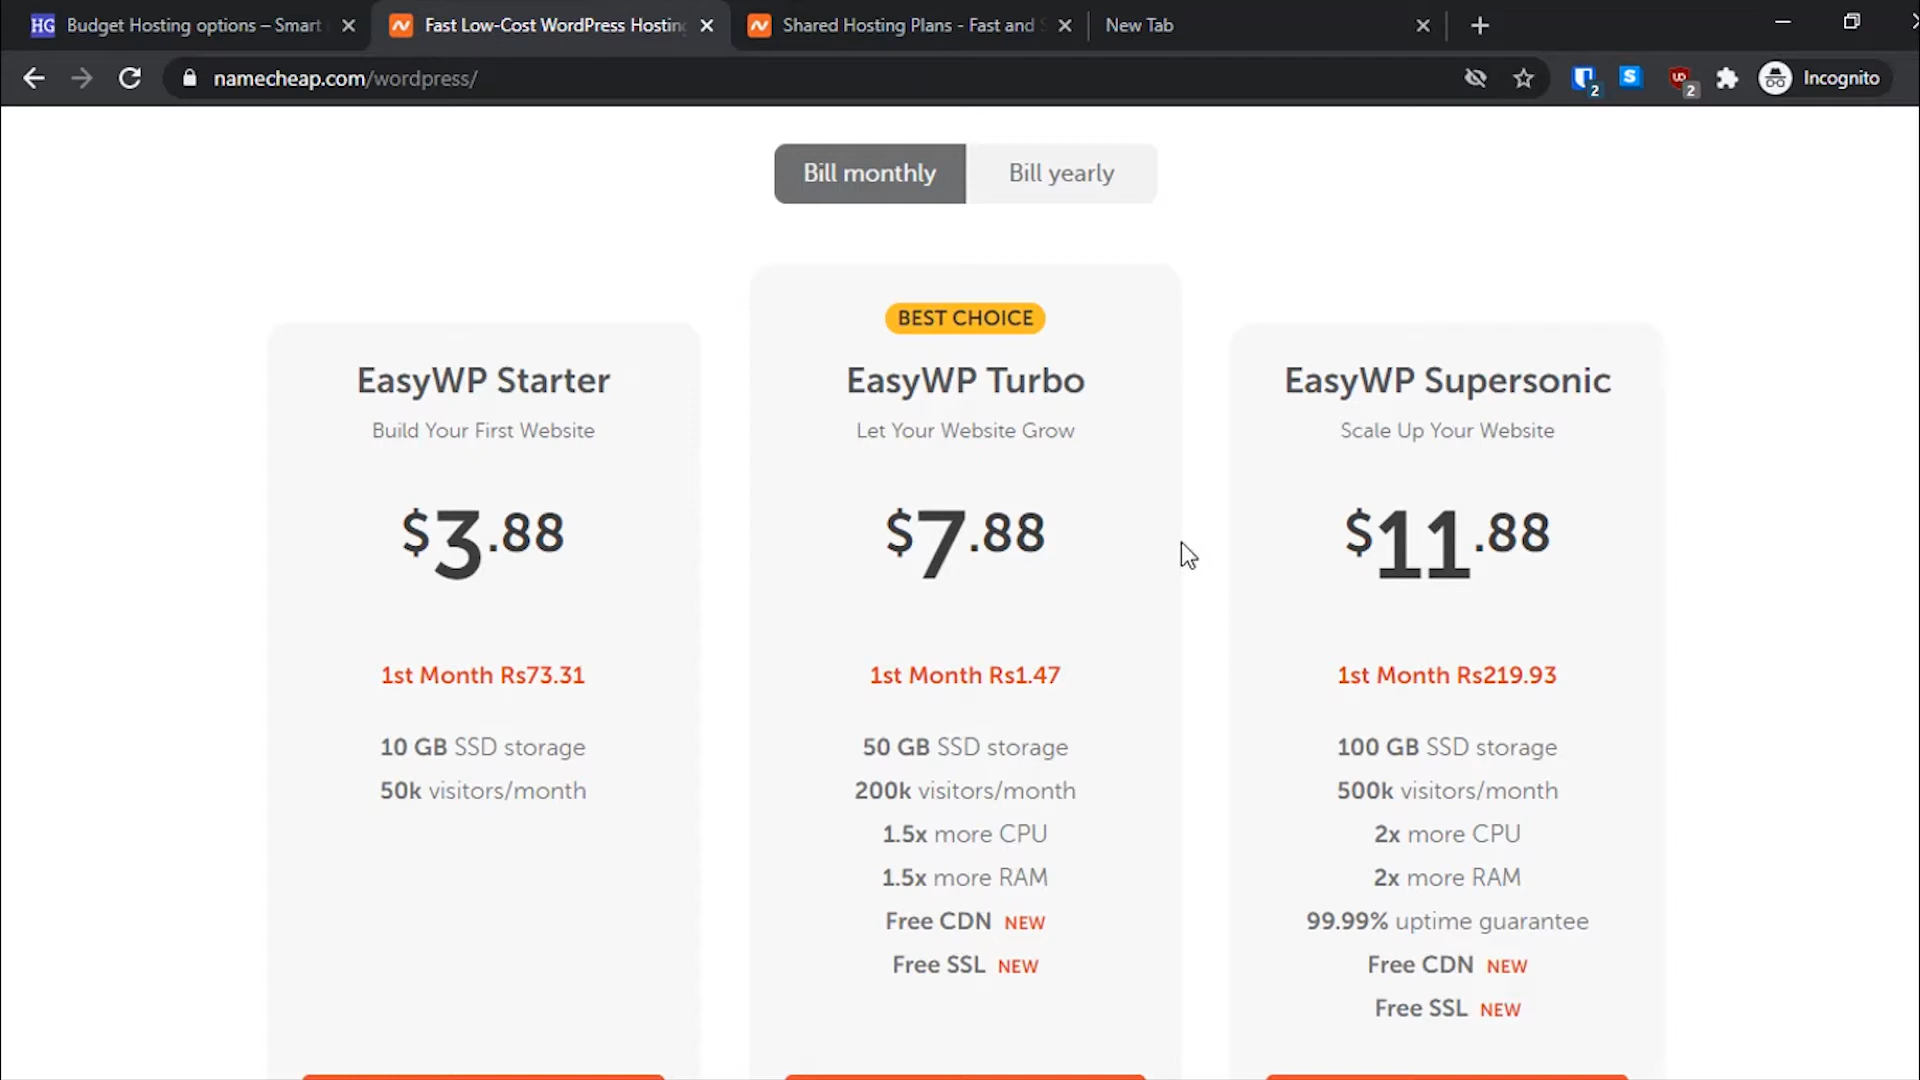 HG Budget Hosting options – Smart
Fast Low-Cost WordPress Hosting
Shared Hosting Plans - Fast and S
New Tab
namecheap.com/wordpress/
2
S
2
Incognito
Bill monthly
Bill yearly
EasyWP Starter
Build Your First Website
$3.88
1st Month Rs73.31
10 GB SSD storage
50k visitors/month
BEST CHOICE
EasyWP Turbo
Let Your Website Grow
$7.88
1st Month Rs1.47
50 GB SSD storage
200k visitors/month
1.5x more CPU
1.5x more RAM
Free CDN NEW
Free SSL NEW
EasyWP Supersonic
Scale Up Your Website
$11.88
1st Month Rs219.93
100 GB SSD storage
500k visitors/month
2x more CPU
2x more RAM
99.99% uptime guarantee
Free CDN NEW
Free SSL NEW